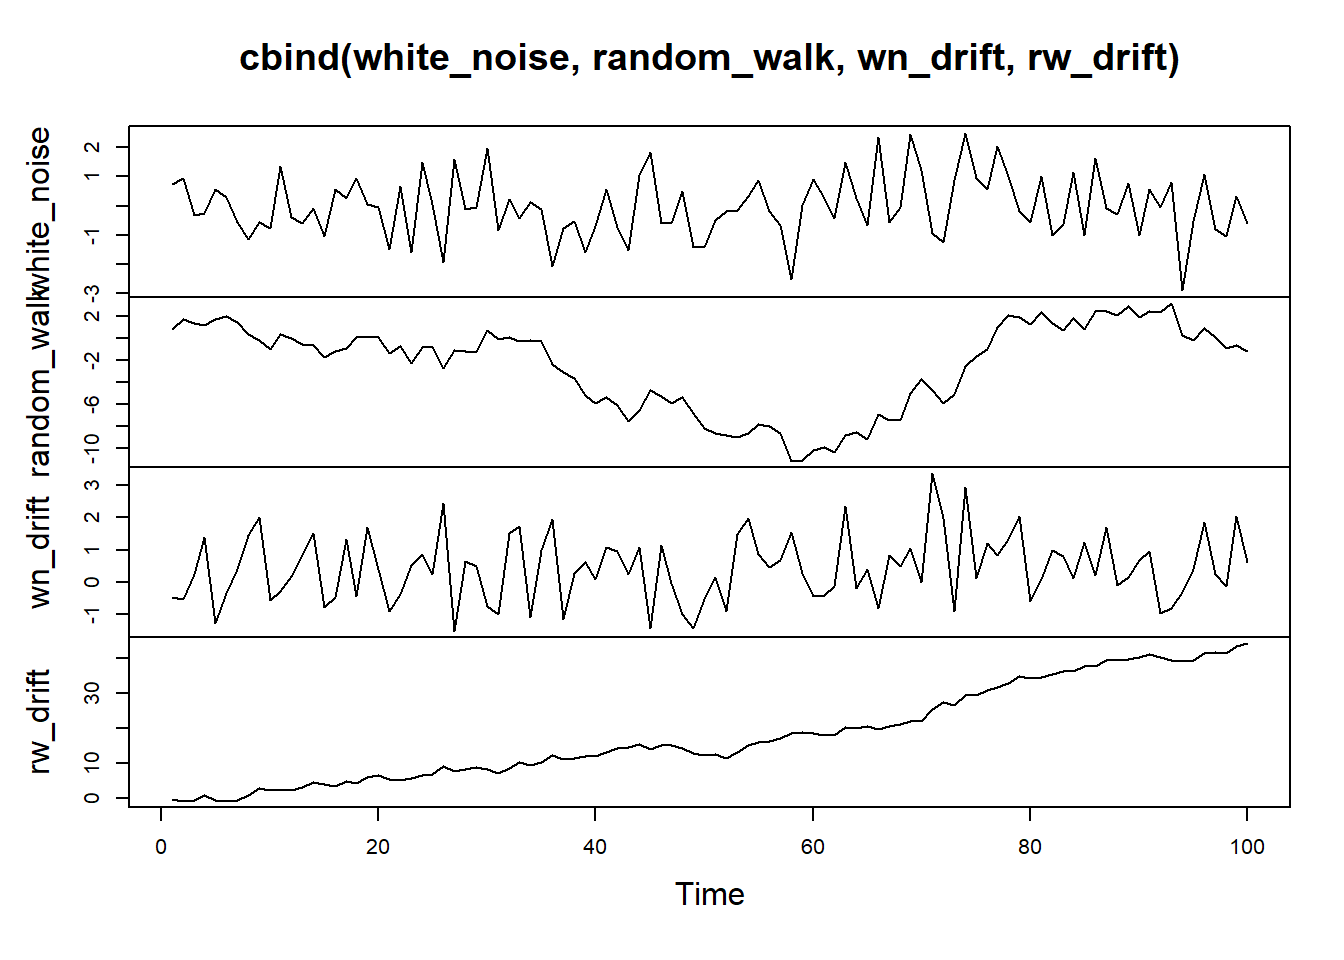 cbind(white_noise, random_walk, wn_drift, rw_drift)
white_noise
2
1
-1
-3
random_walk
2
-2
-6
-10
wn_drift
3
2
1
0
-1
rw_drift
30
10
0
0 20 40 60 80 100
Time